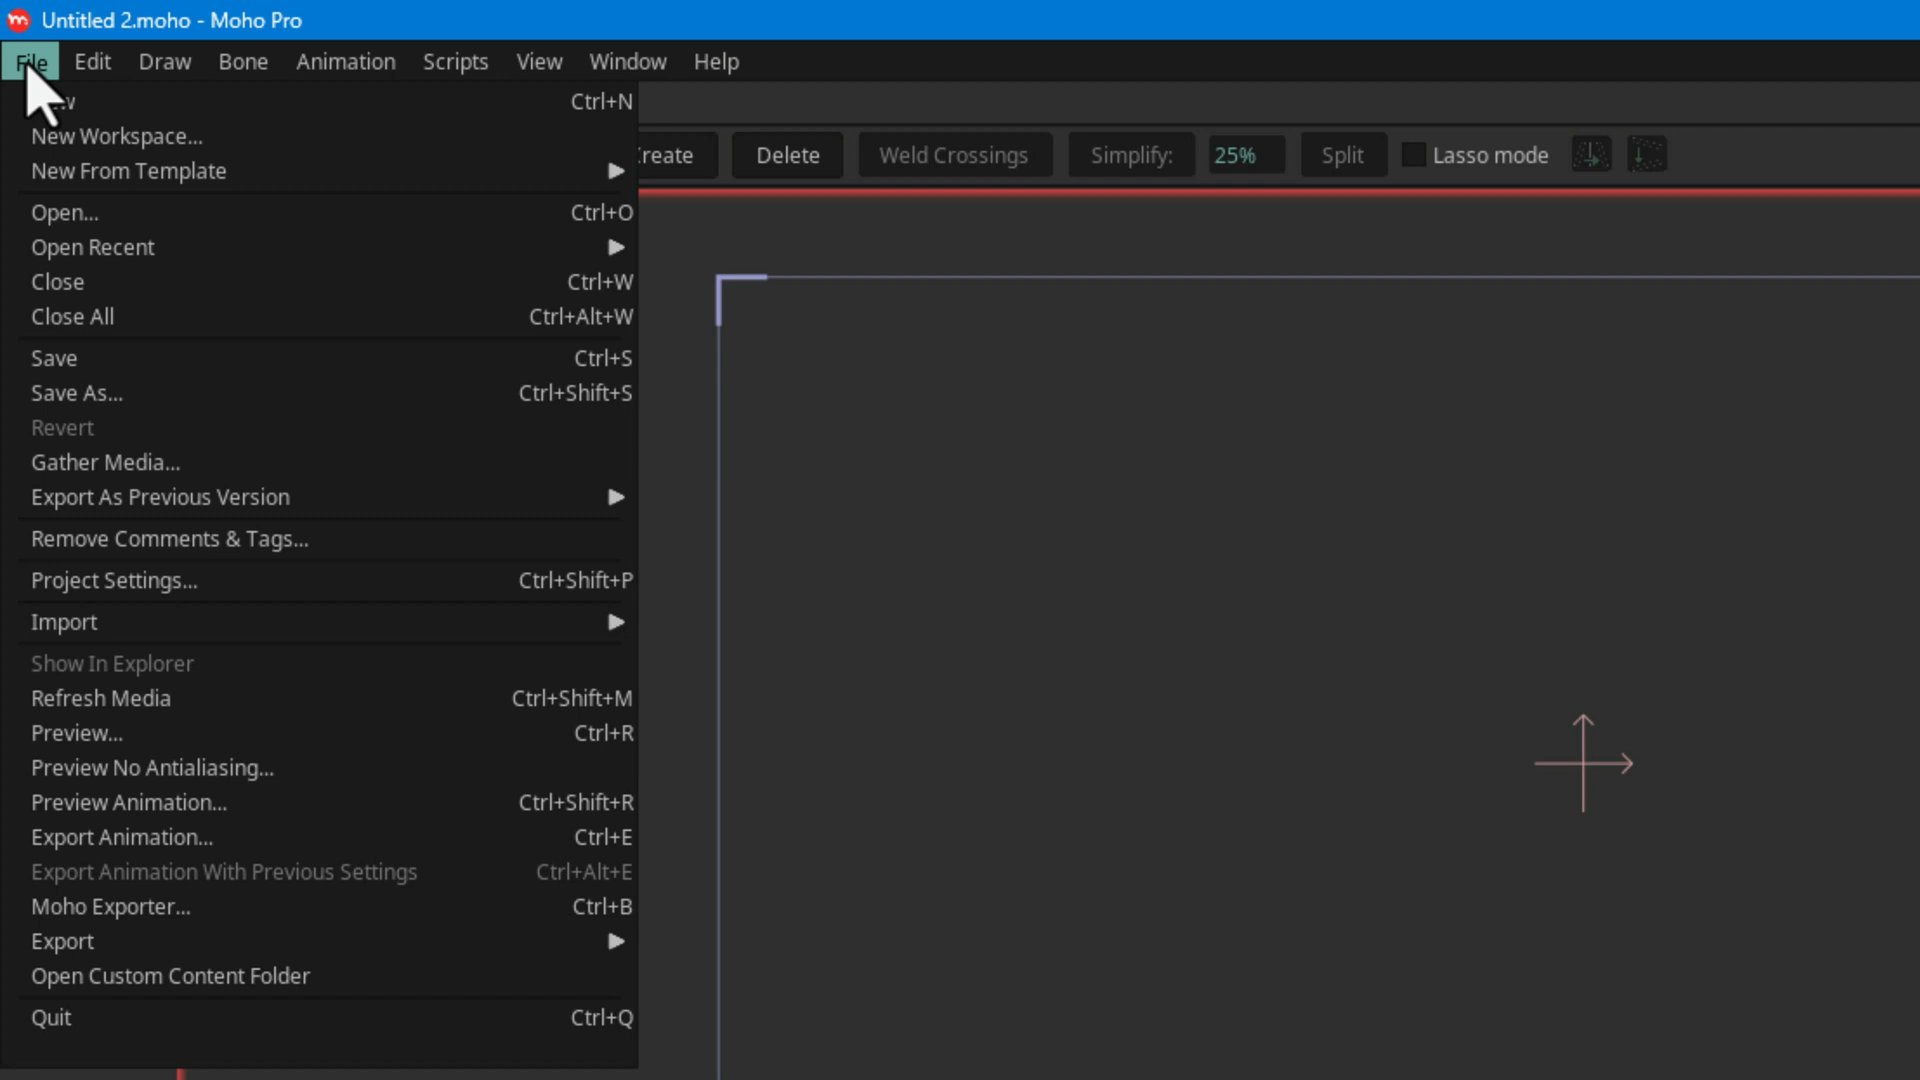 Untitled 2.moho - Moho Pro
File Edit Draw Bone Animation Scripts View Window Help
Ctrl+N
New Workspace...
New From Template
Open... Ctrl+O
Open Recent
Close Ctrl+W
Close All Ctrl+Alt+W
Save Ctrl+S
Save As... Ctrl+Shift+S
Revert
Gather Media...
Export As Previous Version
Remove Comments & Tags...
Project Settings... Ctrl+Shift+P
Import
Show In Explorer
Refresh Media Ctrl+Shift+M
Preview... Ctrl+R
Preview No Antialiasing...
Preview Animation... Ctrl+Shift+R
Export Animation... Ctrl+E
Export Animation With Previous Settings Ctrl+Alt+E
Moho Exporter... Ctrl+B
Export
Open Custom Content Folder
Quit Ctrl+Q
reate Delete Weld Crossings Simplify: 25% Split Lasso mode